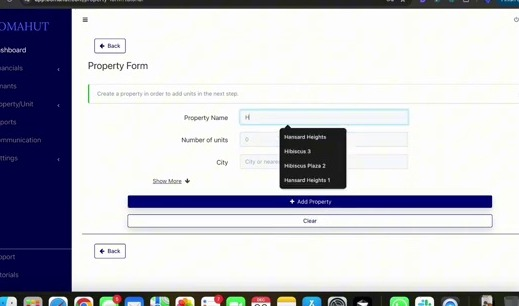 OMAHUT
shboard
ancials
nants
operty/Unit
ports
mmunication
ttings
pport
torials
Back
Property Form
Create a property in order to add units in the next step.
Property Name
H
Number of units
0
City
City or neare
Hansard Heights
Hibiscus 3
Hibiscus Plaza 2
Hansard Heights 1
Show More
+ Add Property
Clear
Back